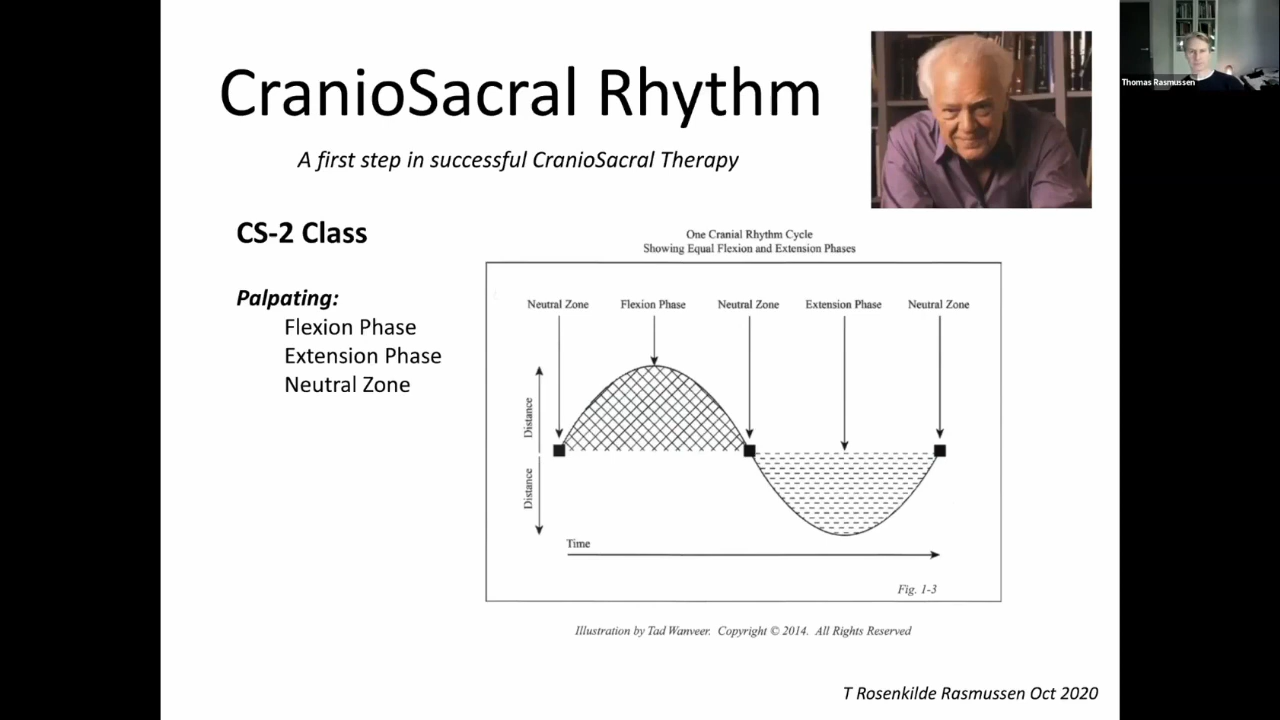 CranioSacral Rhythm
A first step in successful CranioSacral Therapy
Thomas Rasmussen
CS-2 Class
Palpating:
Flexion Phase
Extension Phase
Neutral Zone
One Cranial Rhythm Cycle
Showing Equal Flexion and Extension Phases
Neutral Zone Flexion Phase Neutral Zone Extension Phase Neutral Zone
Distance
Distance
Time
Fig. 1-3
Illustration by Tad Wanveer. Copyright © 2014. All Rights Reserved
T Rosenkilde Rasmussen Oct 2020